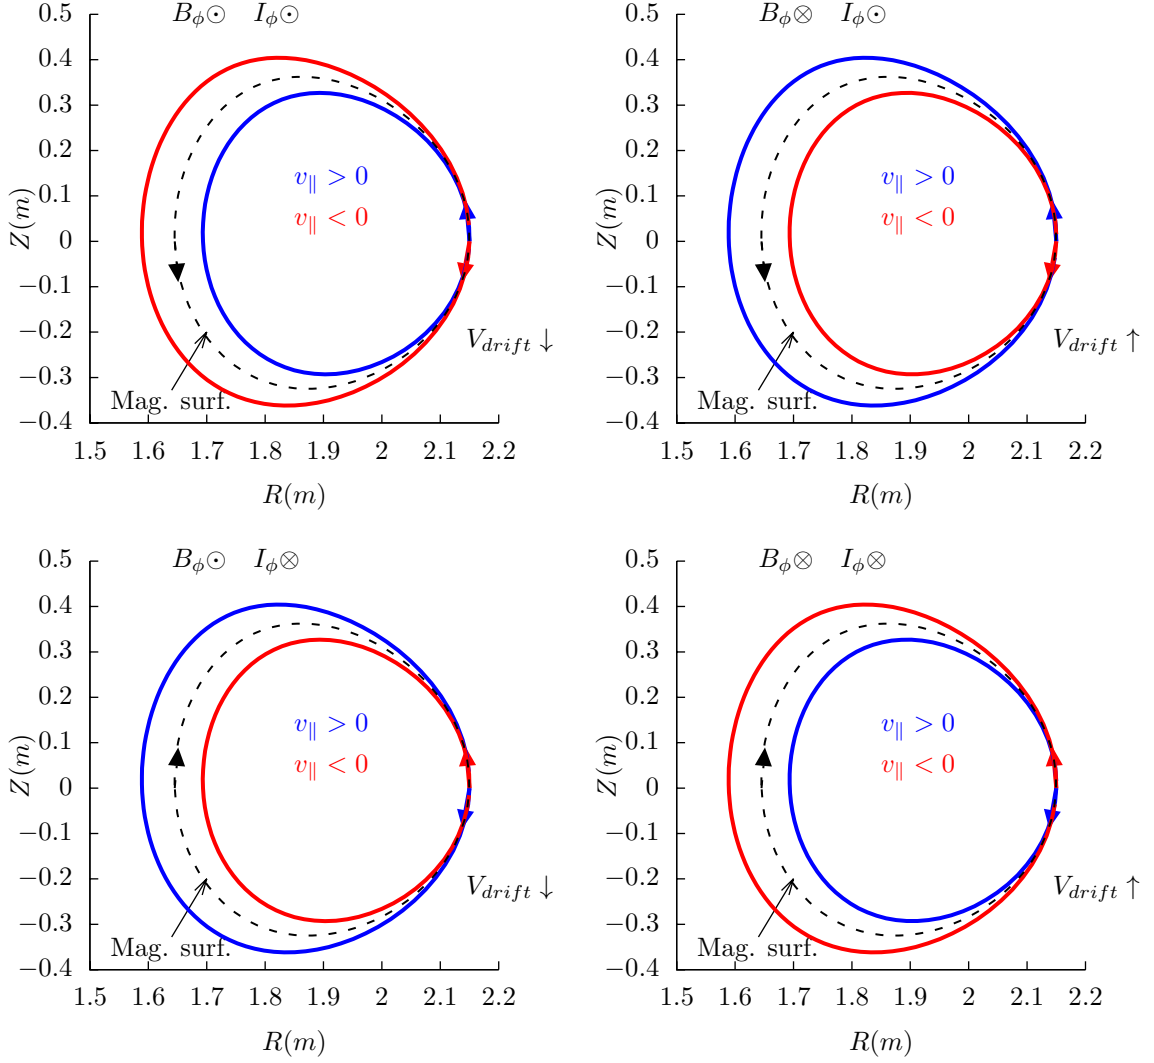 B_ϕ⊙ I_ϕ⊙
0.5
0.4
0.3
0.2
0.1
0
−0.1
−0.2
−0.3
−0.4
Z(m)
v_∥ > 0
v_∥ < 0
V_drift ↓
Mag. surf.
1.5 1.6 1.7 1.8 1.9 2 2.1 2.2
R(m)
B_ϕ⊗ I_ϕ⊙
0.5
0.4
0.3
0.2
0.1
0
−0.1
−0.2
−0.3
−0.4
Z(m)
v_∥ > 0
v_∥ < 0
V_drift ↑
Mag. surf.
1.5 1.6 1.7 1.8 1.9 2 2.1 2.2
R(m)
B_ϕ⊙ I_ϕ⊗
0.5
0.4
0.3
0.2
0.1
0
−0.1
−0.2
−0.3
−0.4
Z(m)
v_∥ > 0
v_∥ < 0
V_drift ↓
Mag. surf.
1.5 1.6 1.7 1.8 1.9 2 2.1 2.2
R(m)
B_ϕ⊗ I_ϕ⊗
0.5
0.4
0.3
0.2
0.1
0
−0.1
−0.2
−0.3
−0.4
Z(m)
v_∥ > 0
v_∥ < 0
V_drift ↑
Mag. surf.
1.5 1.6 1.7 1.8 1.9 2 2.1 2.2
R(m)